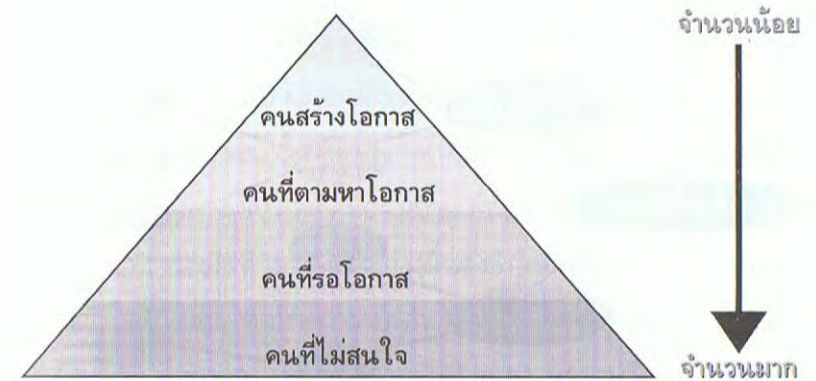 จำนวนน้อย
คนสร้างโอกาส
คนที่ตามหาโอกาส
คนที่รอโอกาส
คนที่ไม่สนใจ
จำนวนมาก